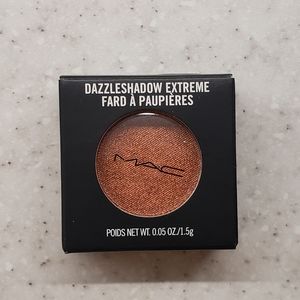 DAZZLESHADOW EXTREME
FARD À PAUPIÈRES
MAC
POIDS NET WT. 0.05 OZ./1.5g